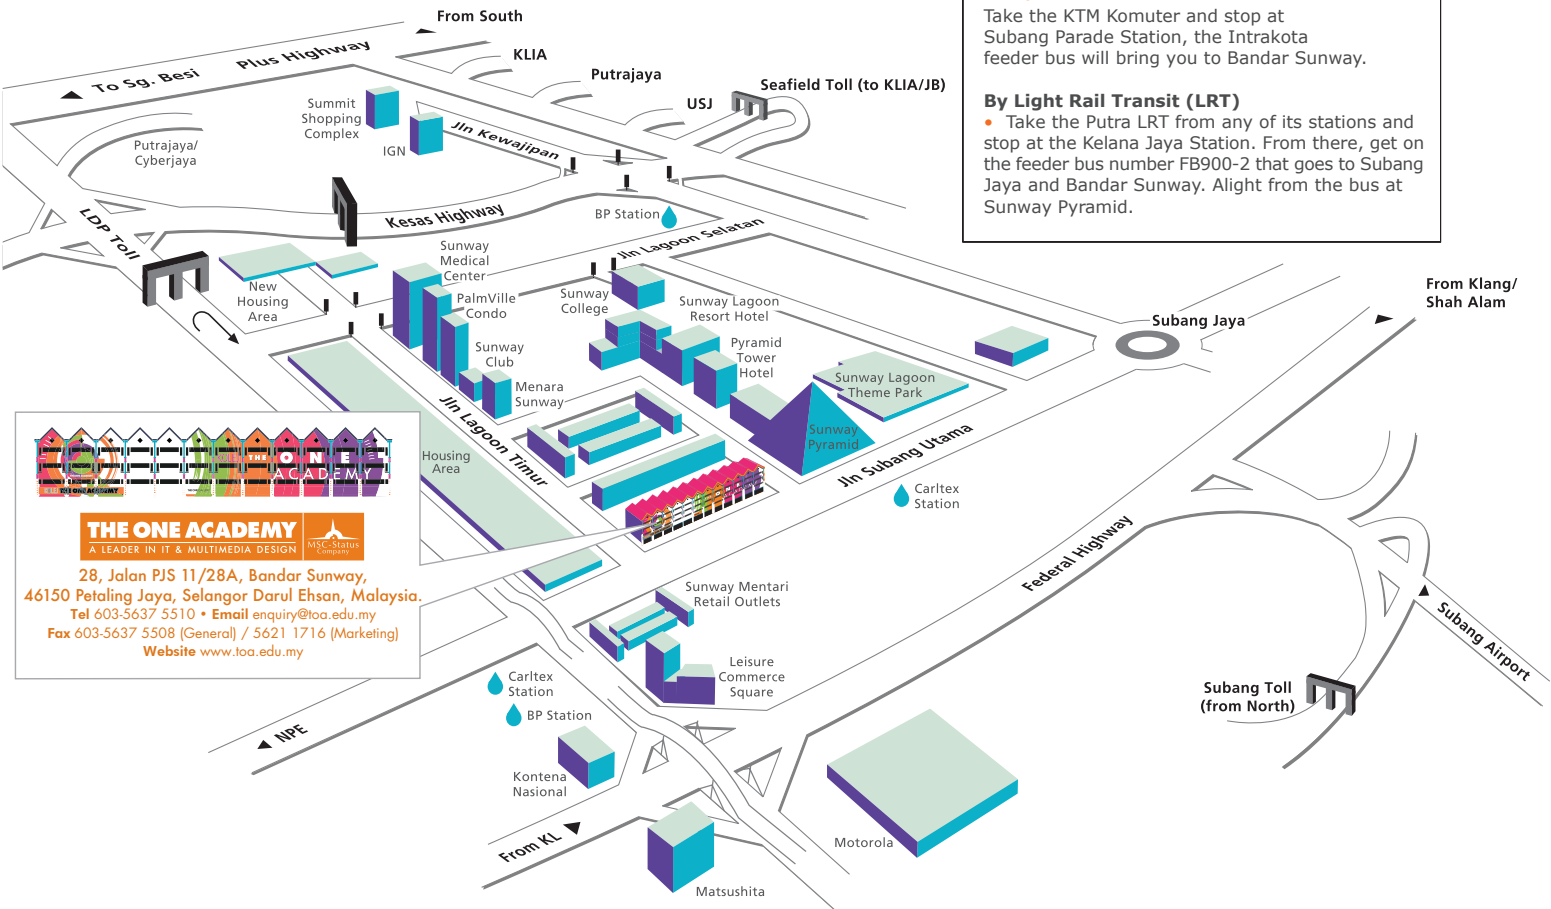 From South
Plus Highway
To Sg. Besi
KLIA
Putrajaya
Seafield Toll (to KLIA/JB)
USJ
Summit
Shopping
Complex
IGN
Jln Kewajipan
Putrajaya/
Cyberjaya
LDP Toll
Kesas Highway
BP Station
Jln Lagoon Selatan
Take the KTM Komuter and stop at
Subang Parade Station, the Intrakota
feeder bus will bring you to Bandar Sunway.
By Light Rail Transit (LRT)
• Take the Putra LRT from any of its stations and
stop at the Kelana Jaya Station. From there, get on
the feeder bus number FB900-2 that goes to Subang
Jaya and Bandar Sunway. Alight from the bus at
Sunway Pyramid.
New
Housing
Area
Sunway
Medical
Center
PalmVille
Condo
Sunway
Club
Menara
Sunway
Sunway
College
Sunway Lagoon
Resort Hotel
Pyramid
Tower
Hotel
Sunway Lagoon
Theme Park
Sunway
Pyramid
Subang Jaya
From Klang/
Shah Alam
Jln Lagoon Timur
Housing
Area
Jln Subang Utama
Carltex
Station
Federal Highway
THE ONE
ACADEMY
THE ONE ACADEMY
THE ONE ACADEMY
A LEADER IN IT & MULTIMEDIA DESIGN
MSC-Status
Company
28, Jalan PJS 11/28A, Bandar Sunway,
46150 Petaling Jaya, Selangor Darul Ehsan, Malaysia.
Tel 603-5637 5510 • Email enquiry@toa.edu.my
Fax 603-5637 5508 (General) / 5621 1716 (Marketing)
Website www.toa.edu.my
Sunway Mentari
Retail Outlets
Leisure
Commerce
Square
Subang Airport
Subang Toll
(from North)
Carltex
Station
BP Station
NPE
Kontena
Nasional
From KL
Motorola
Matsushita